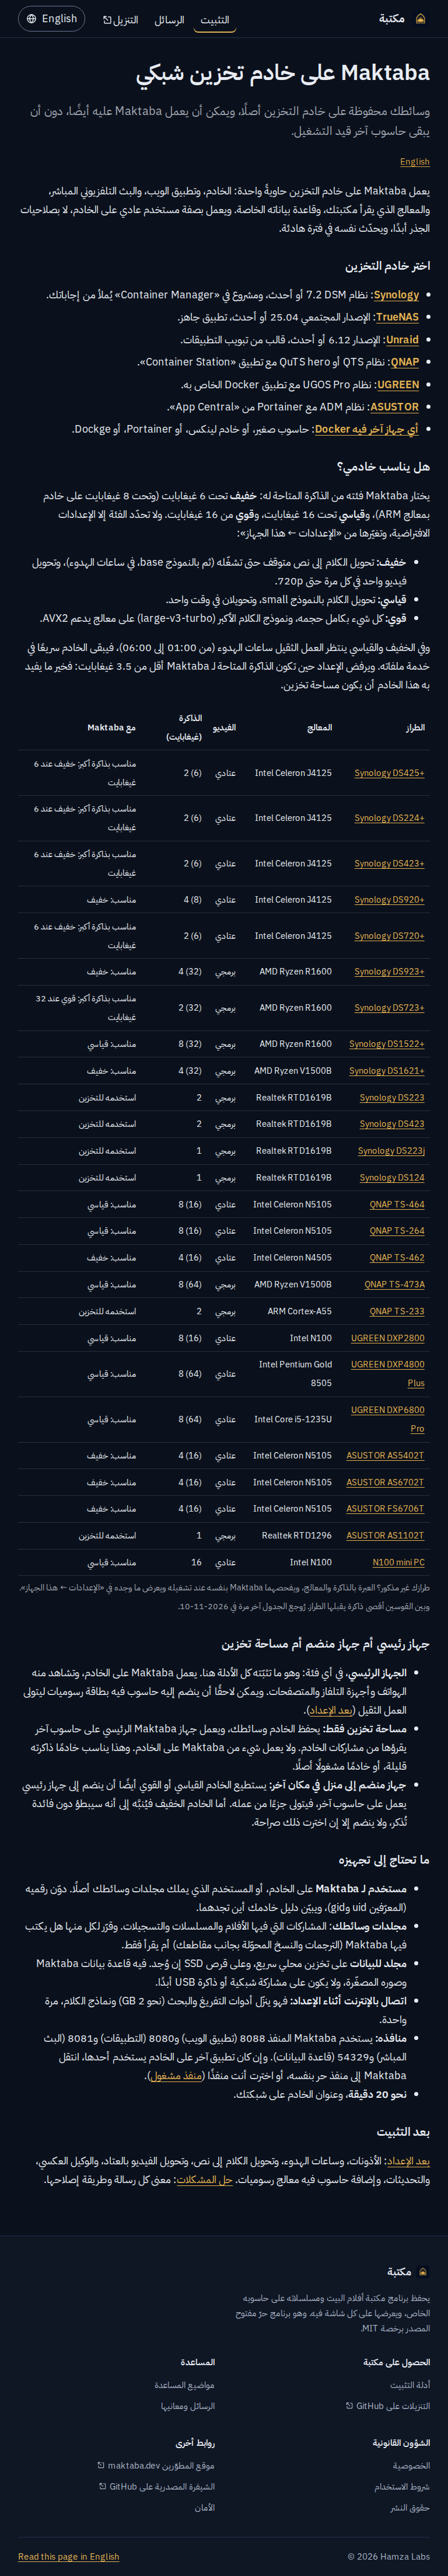 مكتبة
التثبيت
الرسائل
التنزيل
English
Maktaba على خادم تخزين شبكي
وسائطك محفوظة على خادم التخزين أصلًا، ويمكن أن يعمل Maktaba عليه أيضًا، دون أن
يبقى حاسوب آخر قيد التشغيل.
English
يعمل Maktaba على خادم التخزين حاويةً واحدة: الخادم، وتطبيق الويب، والبث التلفزيوني المباشر،
والمعالج الذي يقرأ مكتبتك، وقاعدة بياناته الخاصة. ويعمل بصفة مستخدم عادي على الخادم، لا بصلاحيات
الجذر أبدًا، ويحدّث نفسه في فترة هادئة.
اختر خادم التخزين
Synology: نظام DSM 7.2 أو أحدث، ومشروع في «Container Manager» يُملأ من إجاباتك.
TrueNAS: الإصدار المجتمعي 25.04 أو أحدث، تطبيق جاهز.
Unraid: الإصدار 6.12 أو أحدث، قالب من تبويب التطبيقات.
QNAP: نظام QTS أو QuTS hero مع تطبيق «Container Station».
UGREEN: نظام UGOS Pro مع تطبيق Docker الخاص به.
ASUSTOR: نظام ADM مع Portainer من «App Central».
أي جهاز آخر فيه Docker: حاسوب صغير، أو خادم لينكس، أو Portainer، أو Dockge.
هل يناسب خادمي؟
يختار Maktaba فئته من الذاكرة المتاحة له: خفيف تحت 6 غيغابايت (وتحت 8 غيغابايت على خادم
بمعالج ARM)، وقياسي تحت 16 غيغابايت، وقوي من 16 غيغابايت. ولا تحدّد الفئة إلا الإعدادات
الافتراضية، وتغيّرها من «الإعدادات ← هذا الجهاز»:
خفيف: تحويل الكلام إلى نص متوقف حتى تشغّله (ثم بالنموذج base، في ساعات الهدوء)، وتحويل
فيديو واحد في كل مرة حتى 720p.
قياسي: تحويل الكلام بالنموذج small، وتحويلان في وقت واحد.
قوي: كل شيء بكامل حجمه، ونموذج الكلام الأكبر (large-v3-turbo) على معالج يدعم AVX2.
وفي الخفيف والقياسي ينتظر العمل الثقيل ساعات الهدوء (من 01:00 إلى 06:00)، فيبقى الخادم سريعًا في
خدمة ملفاته. ويرفض الإعداد حين تكون الذاكرة المتاحة لـ Maktaba أقل من 3.5 غيغابايت: فخير ما يفيد
به هذا الخادم أن يكون مساحة تخزين.
الطراز المعالج الفيديو الذاكرة (غيغابايت) مع Maktaba
Synology DS425+ Intel Celeron J4125 عتادي 2 (6) مناسب بذاكرة أكبر: خفيف عند 6 غيغابايت
Synology DS224+ Intel Celeron J4125 عتادي 2 (6) مناسب بذاكرة أكبر: خفيف عند 6 غيغابايت
Synology DS423+ Intel Celeron J4125 عتادي 2 (6) مناسب بذاكرة أكبر: خفيف عند 6 غيغابايت
Synology DS920+ Intel Celeron J4125 عتادي 4 (8) مناسب: خفيف
Synology DS720+ Intel Celeron J4125 عتادي 2 (6) مناسب بذاكرة أكبر: خفيف عند 6 غيغابايت
Synology DS923+ AMD Ryzen R1600 برمجي 4 (32) مناسب: خفيف
Synology DS723+ AMD Ryzen R1600 برمجي 2 (32) مناسب بذاكرة أكبر: قوي عند 32 غيغابايت
Synology DS1522+ AMD Ryzen R1600 برمجي 8 (32) مناسب: قياسي
Synology DS1621+ AMD Ryzen V1500B برمجي 4 (32) مناسب: خفيف
Synology DS223 Realtek RTD1619B برمجي 2 استخدمه للتخزين
Synology DS423 Realtek RTD1619B برمجي 2 استخدمه للتخزين
Synology DS223j Realtek RTD1619B برمجي 1 استخدمه للتخزين
Synology DS124 Realtek RTD1619B برمجي 1 استخدمه للتخزين
QNAP TS-464 Intel Celeron N5105 عتادي 8 (16) مناسب: قياسي
QNAP TS-264 Intel Celeron N5105 عتادي 8 (16) مناسب: قياسي
QNAP TS-462 Intel Celeron N4505 عتادي 4 (16) مناسب: خفيف
QNAP TS-473A AMD Ryzen V1500B برمجي 8 (64) مناسب: قياسي
QNAP TS-233 ARM Cortex-A55 برمجي 2 استخدمه للتخزين
UGREEN DXP2800 Intel N100 عتادي 8 (16) مناسب: قياسي
UGREEN DXP4800 Plus Intel Pentium Gold 8505 عتادي 8 (64) مناسب: قياسي
UGREEN DXP6800 Pro Intel Core i5-1235U عتادي 8 (64) مناسب: قياسي
ASUSTOR AS5402T Intel Celeron N5105 عتادي 4 (16) مناسب: خفيف
ASUSTOR AS6702T Intel Celeron N5105 عتادي 4 (16) مناسب: خفيف
ASUSTOR FS6706T Intel Celeron N5105 عتادي 4 (16) مناسب: خفيف
ASUSTOR AS1102T Realtek RTD1296 برمجي 1 استخدمه للتخزين
N100 mini PC Intel N100 عتادي 16 مناسب: قياسي
طرازك غير مذكور؟ العبرة بالذاكرة والمعالج، ويفحصهما Maktaba بنفسه عند تشغيله ويعرض ما وجده في «الإعدادات ← هذا الجهاز».
وبين القوسين أقصى ذاكرة يقبلها الطراز. رُوجع الجدول آخر مرة في 2026-11-10.
جهاز رئيسي أم جهاز منضم أم مساحة تخزين
الجهاز الرئيسي، في أي فئة: وهو ما تثبّته كل الأدلة هنا. يعمل Maktaba على الخادم، وتشاهد منه
الهواتف وأجهزة التلفاز والمتصفحات. ويمكن لاحقًا أن ينضم إليه حاسوب فيه بطاقة رسوميات ليتولى
العمل الثقيل (بعد الإعداد).
مساحة تخزين فقط: يحفظ الخادم وسائطك، ويعمل جهاز Maktaba الرئيسي على حاسوب آخر
يقرؤها من مشاركات الخادم. ولا يعمل شيء من Maktaba على الخادم. وهذا يناسب خادمًا ذاكرته
قليلة، أو خادمًا مشغولًا أصلًا.
جهاز منضم إلى منزل في مكان آخر: يستطيع الخادم القياسي أو القوي أيضًا أن ينضم إلى جهاز رئيسي
يعمل على حاسوب آخر، فيتولى جزءًا من عمله. أما الخادم الخفيف فيُنبَّه إلى أنه سيبطؤ دون فائدة
تُذكر، ولا ينضم إلا إن اخترت ذلك صراحة.
ما تحتاج إلى تجهيزه
مستخدم لـ Maktaba على الخادم، أو المستخدم الذي يملك مجلدات وسائطك أصلًا. دوّن رقميه
(المعرّفين uid وgid)، ويبيّن دليل خادمك أين تجدهما.
مجلدات وسائطك: المشاركات التي فيها الأفلام والمسلسلات والتسجيلات. وقرّر لكل منها هل يكتب
فيها Maktaba (الترجمات والنسخ المحوّلة بجانب مقاطعك) أم يقرأ فقط.
مجلد للبيانات على تخزين محلي سريع، وعلى قرص SSD إن وُجد. فيه قاعدة بيانات Maktaba
وصوره المصغّرة، ولا يكون على مشاركة شبكية أو ذاكرة USB أبدًا.
اتصال بالإنترنت أثناء الإعداد: فهو ينزّل أدوات التفريغ والبحث (نحو 2 GB) ونماذج الكلام، مرة
واحدة.
منافذه: يستخدم Maktaba المنفذ 8088 (تطبيق الويب) و8080 (التطبيقات) و8081 (البث
المباشر) و54329 (قاعدة البيانات). وإن كان تطبيق آخر على الخادم يستخدم أحدها، انتقل
Maktaba إلى منفذ حر بنفسه، أو اخترت أنت منفذًا (منفذ مشغول).
نحو 20 دقيقة، وعنوان الخادم على شبكتك.
بعد التثبيت
بعد الإعداد: الأذونات، وساعات الهدوء، وتحويل الكلام إلى نص، وتحويل الفيديو بالعتاد، والوكيل العكسي،
والتحديثات، وإضافة حاسوب فيه معالج رسوميات. حل المشكلات: معنى كل رسالة وطريقة إصلاحها.
مكتبة
يحفظ برنامج مكتبة أفلام البيت ومسلسلاته على حاسوبه
الخاص، ويعرضها على كل شاشة فيه. وهو برنامج حرّ مفتوح
المصدر برخصة MIT.
الحصول على مكتبة
أدلة التثبيت
التنزيلات على GitHub
المساعدة
مواضيع المساعدة
الرسائل ومعانيها
الشؤون القانونية
الخصوصية
شروط الاستخدام
حقوق النشر
روابط أخرى
موقع المطوّرين maktaba.dev
الشيفرة المصدرية على GitHub
الأمان
© 2026 Hamza Labs
Read this page in English